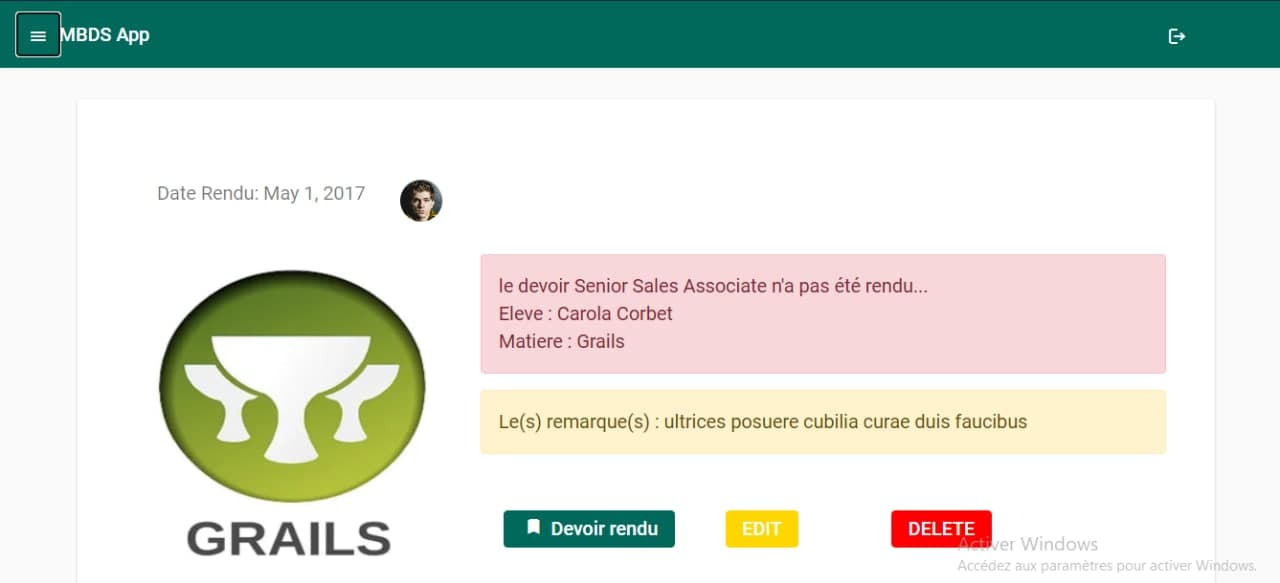 MBDS App
Date Rendu: May 1, 2017
le devoir Senior Sales Associate n'a pas été rendu...
Eleve : Carola Corbet
Matiere : Grails
Le(s) remarque(s) : ultrices posuere cubilia curae duis faucibus
GRAILS
Devoir rendu
EDIT
DELETE
Activer Windows
Accédez aux paramètres pour activer Windows.